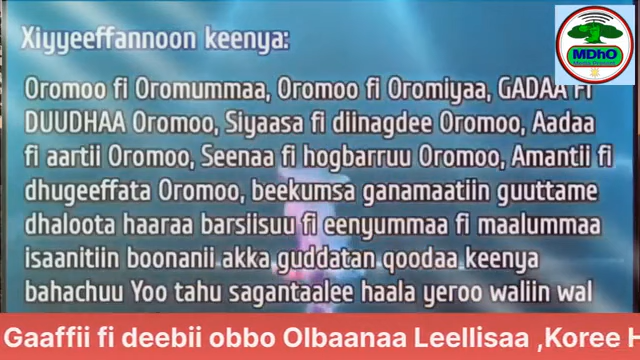 MDhO
Xiyyeeffannoon keenya:
Oromoo fi Oromummaa, Oromoo fi Oromiyaa, GADAA FI
DUUDHAA Oromoo, Siyaasa fi diinagdee Oromoo, Aadaa
fi aartii Oromoo, Seenaa fi hogbarruu Oromoo, Amantii fi
dhugeeffata Oromoo, beekumsa ganamaatiin guuttame
dhaloota haaraa barsiisuu fi eenyummaa fi maalummaa
isaanitiin boonanii akka guddatan qoodaa keenya
bahachuu Yoo tahu sagantaalee haala yeroo waliin wal
Gaaffii fi deebii obbo Olbaanaa Leellisaa ,Koree H